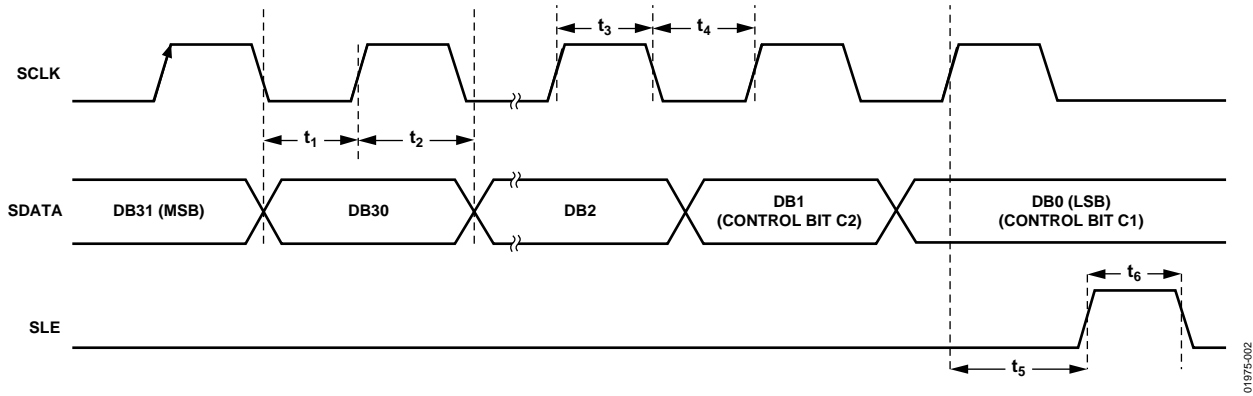 t3
t4
SCLK
t1
t2
SDATA
DB31 (MSB)
DB30
DB2
DB1
(CONTROL BIT C2)
DB0 (LSB)
(CONTROL BIT C1)
t6
SLE
t5
01975-002